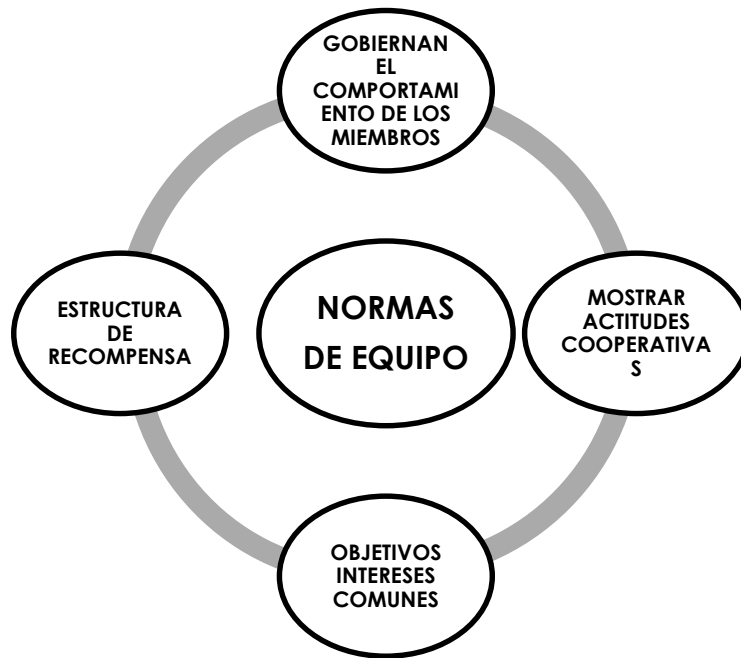 GOBIERNAN
EL
COMPORTAMI
ENTO DE LOS
MIEMBROS
ESTRUCTURA
DE
RECOMPENSA
NORMAS
DE EQUIPO
MOSTRAR
ACTITUDES
COOPERATIVA
S
OBJETIVOS
INTERESES
COMUNES